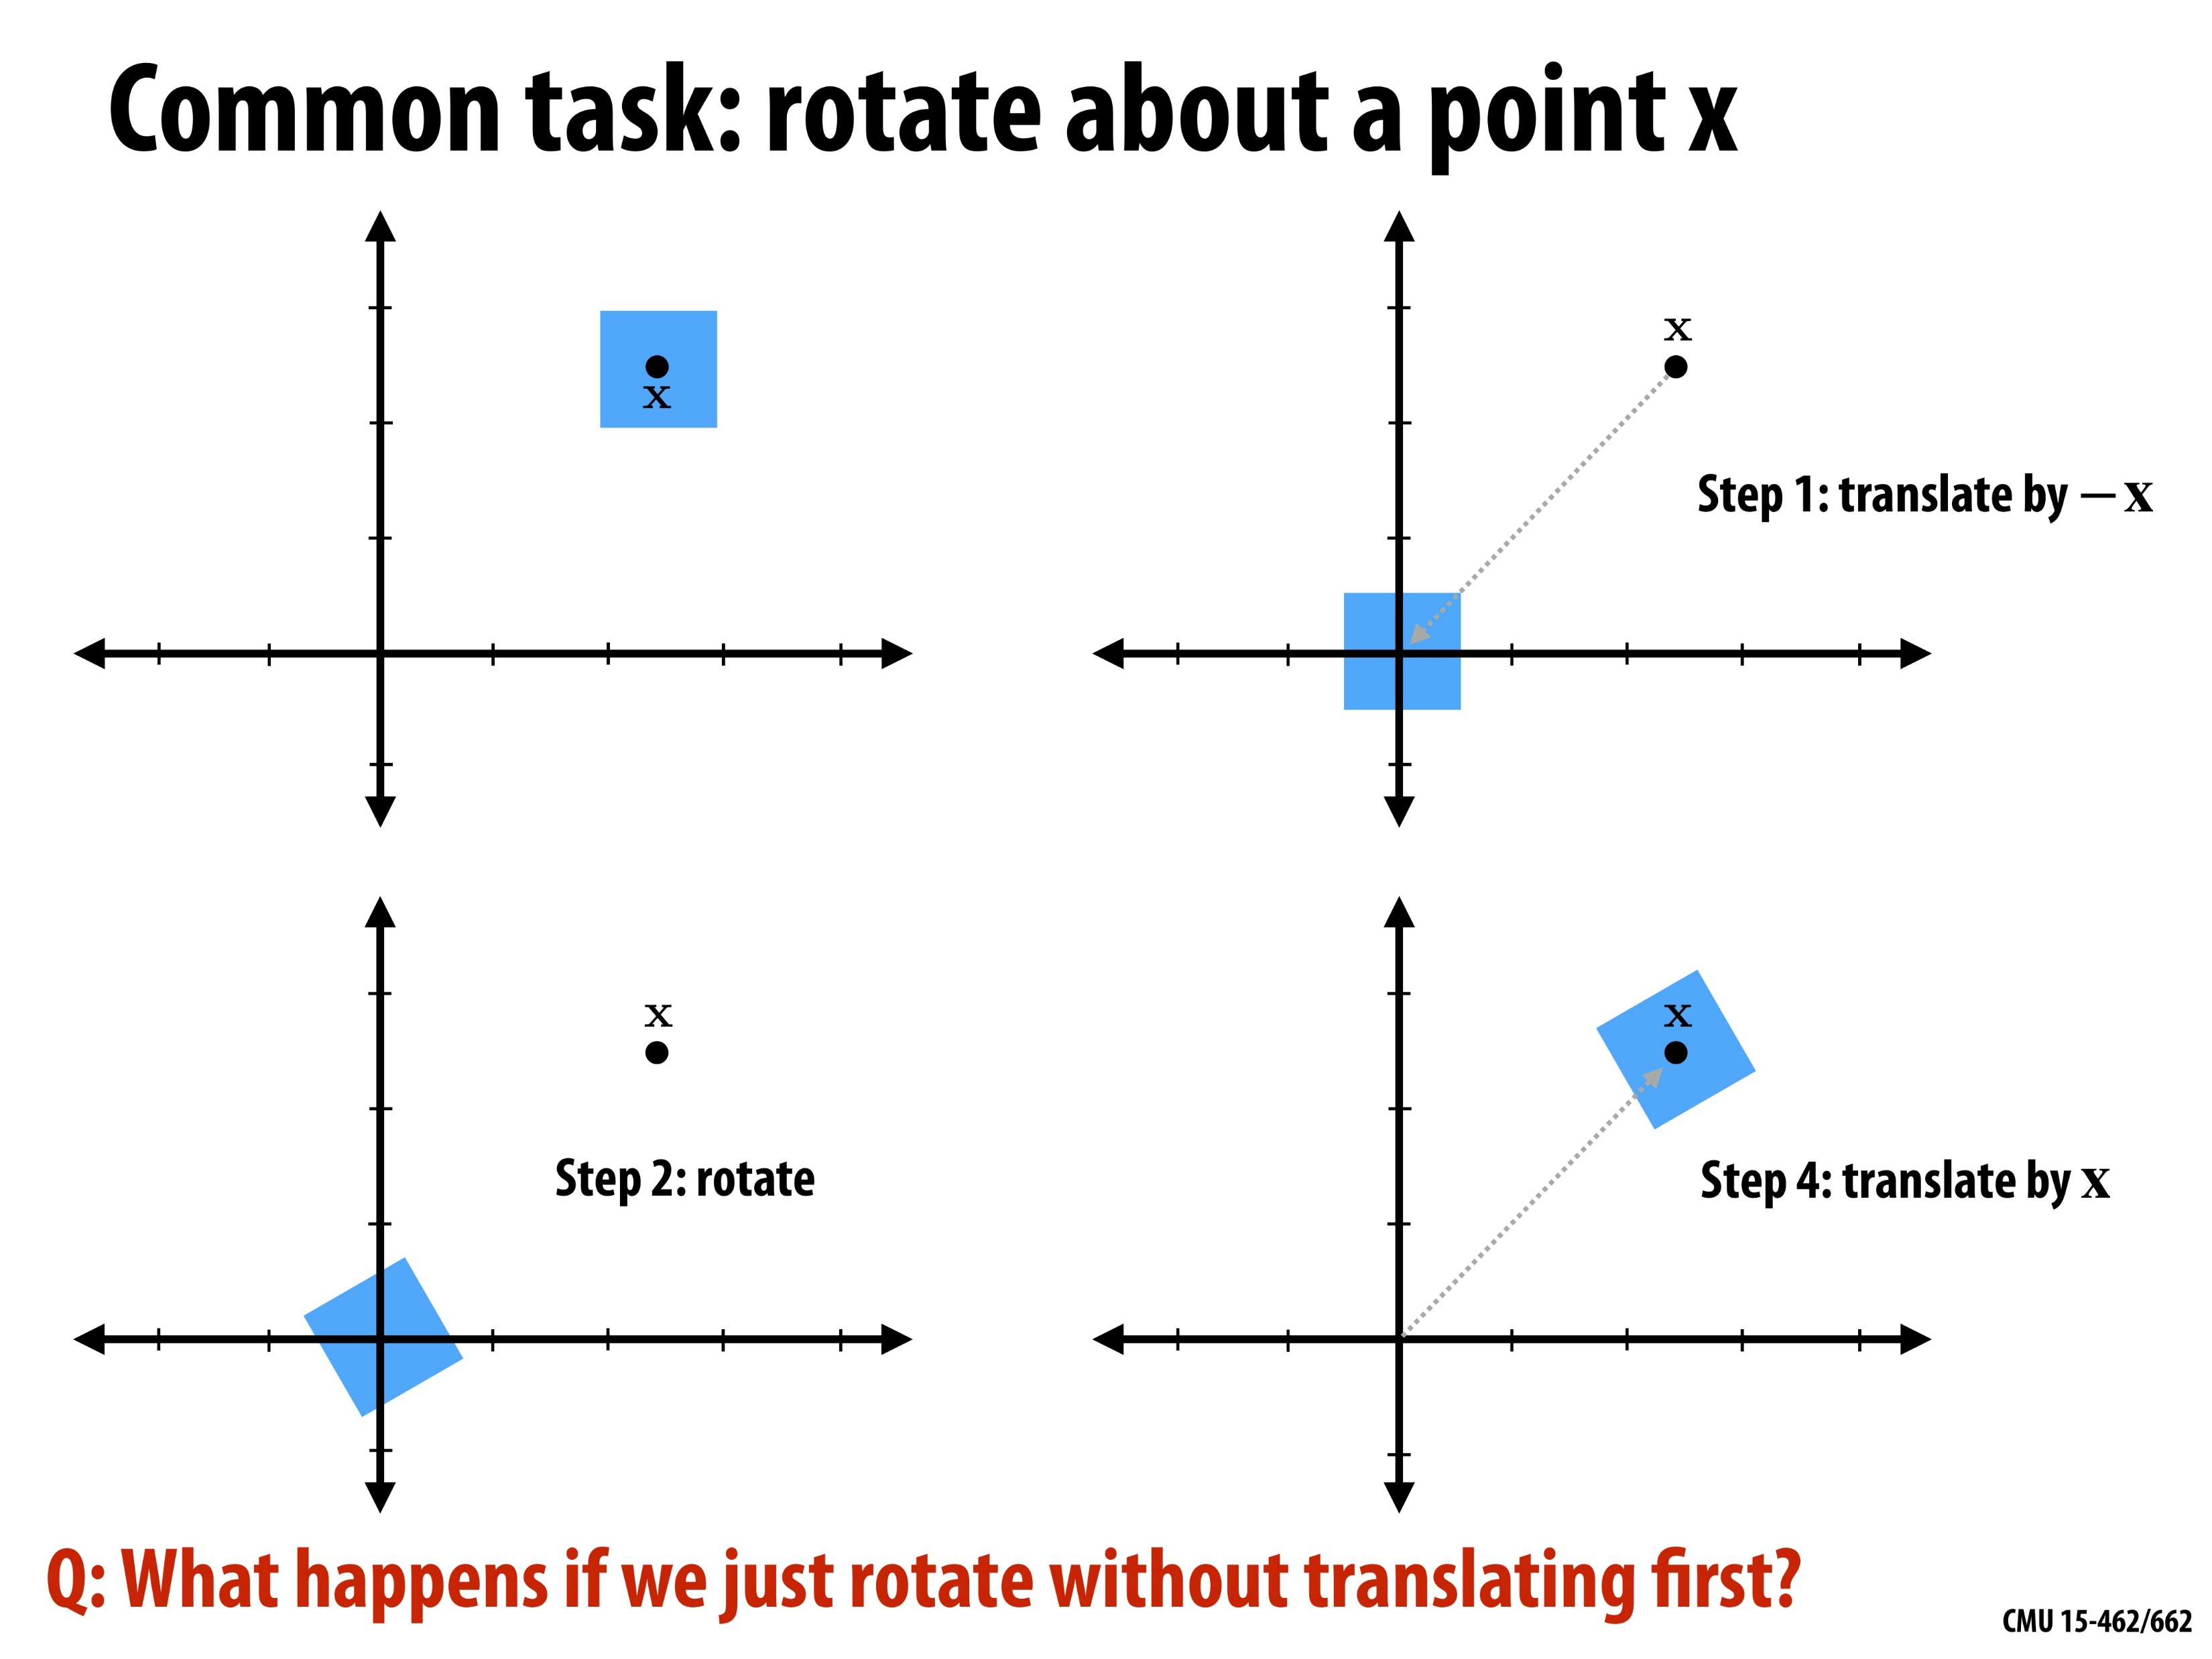 Common task: rotate about a point x
x
x
Step 1: translate by – x
x
Step 2: rotate
x
Step 4: translate by x
Q: What happens if we just rotate without translating first?
CMU 15-462/662